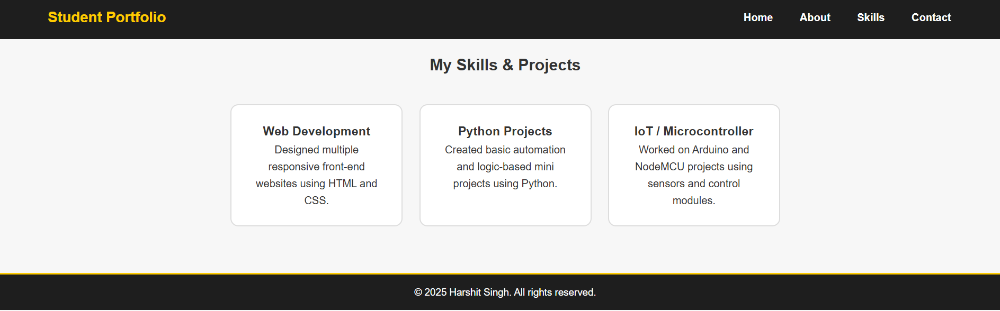 Student Portfolio
Home About Skills Contact
My Skills & Projects
Web Development
Designed multiple
responsive front-end
websites using HTML and
CSS.
Python Projects
Created basic automation
and logic-based mini
projects using Python.
IoT / Microcontroller
Worked on Arduino and
NodeMCU projects using
sensors and control
modules.
© 2025 Harshit Singh. All rights reserved.